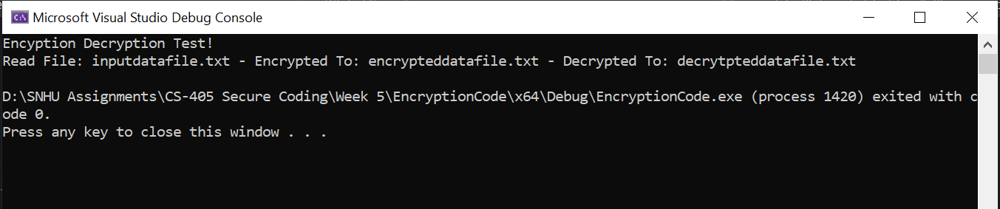 Microsoft Visual Studio Debug Console
Encyption Decryption Test!
Read File: inputdatafile.txt - Encrypted To: encrypteddatafile.txt - Decrypted To: decrytpteddatafile.txt
D:\SNHU Assignments\CS-405 Secure Coding\Week 5\EncryptionCode\x64\Debug\EncryptionCode.exe (process 1420) exited with c
ode 0.
Press any key to close this window . . .